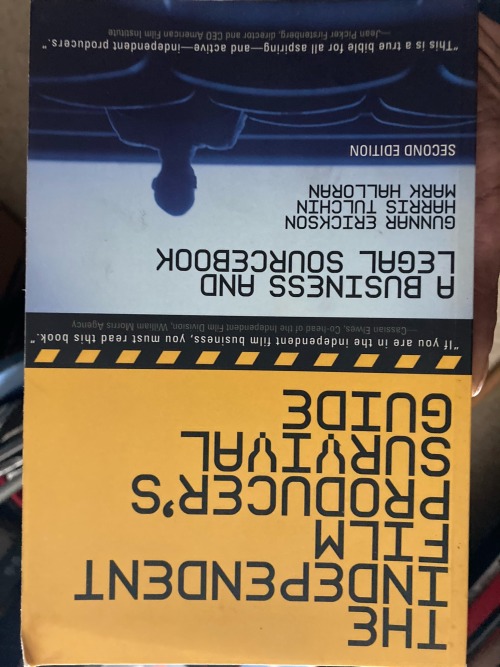 THE
INDEPENDENT
FILM
PRODUCER'S
SURVIVAL
GUIDE
"If you are in the independent film business, you must read this book."
—Cassian Elwes, Co-head of the Independent Film Division, William Morris Agency
A BUSINESS AND
LEGAL SOURCEBOOK
GUNNAR ERICKSON
HARRIS TULCHIN
MARK HALLORAN
SECOND EDITION
"This is a true bible for all aspiring—and—active—independent producers."
—Jean Picker Firstenberg, director and CEO American Film Institute